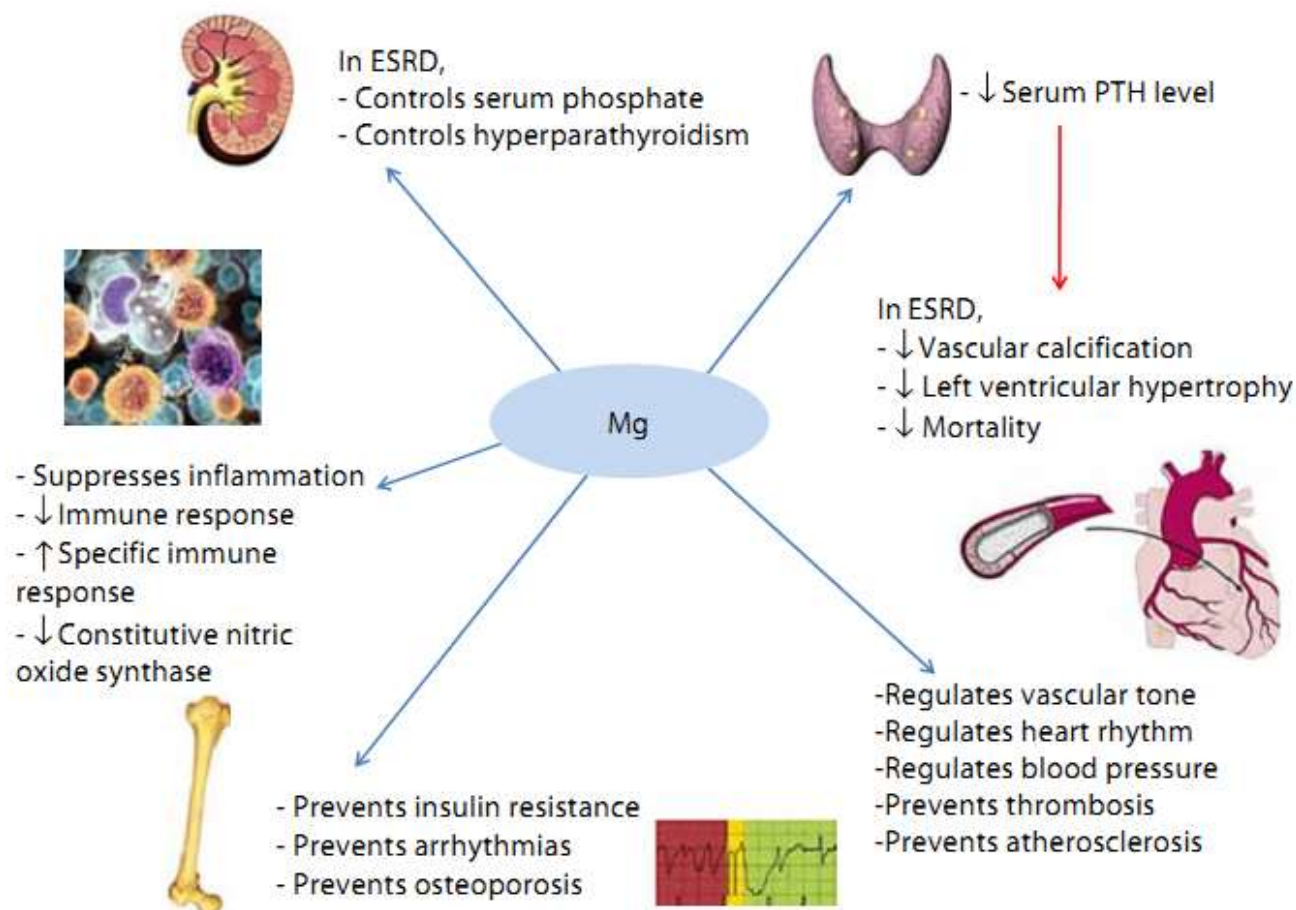 In ESRD,
- Controls serum phosphate
- Controls hyperparathyroidism
- ↓ Serum PTH level
In ESRD,
- ↓ Vascular calcification
- ↓ Left ventricular hypertrophy
- ↓ Mortality
Mg
- Suppresses inflammation
- ↓ Immune response
- ↑ Specific immune
response
- ↓ Constitutive nitric
oxide synthase
- Prevents insulin resistance
- Prevents arrhythmias
- Prevents osteoporosis
-Regulates vascular tone
-Regulates heart rhythm
-Regulates blood pressure
-Prevents thrombosis
-Prevents atherosclerosis